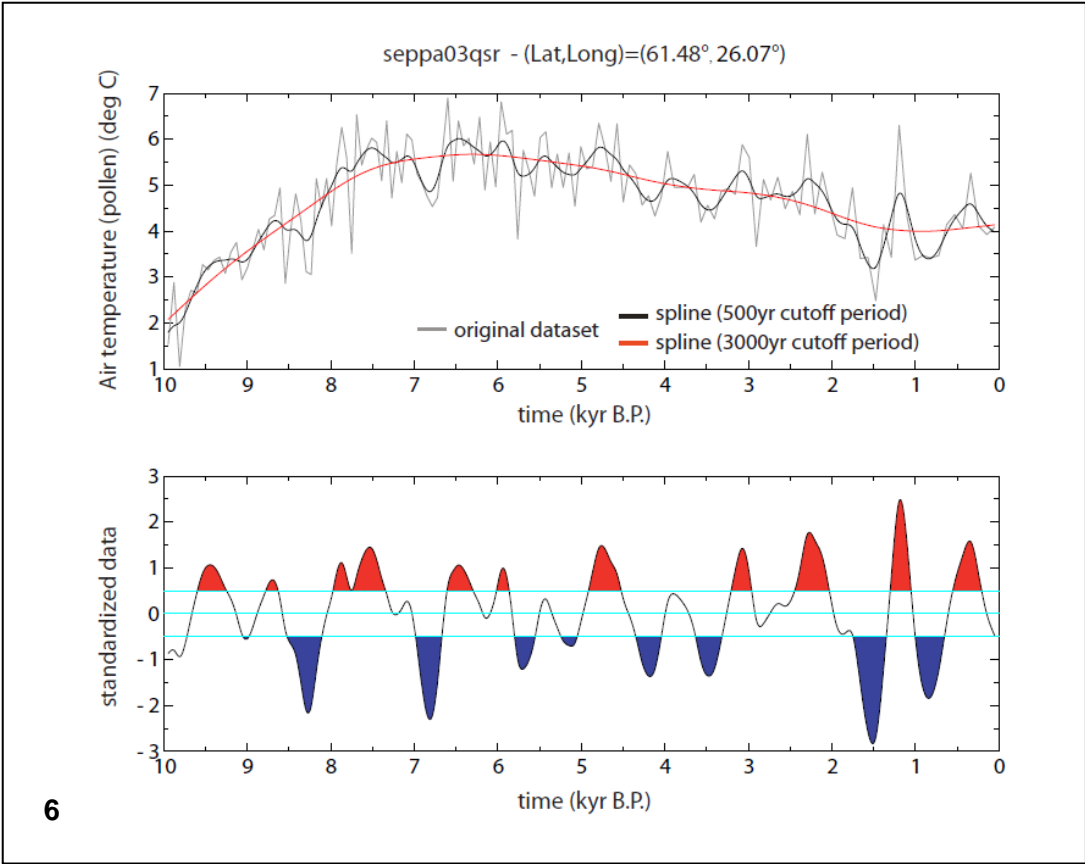 seppa03qsr - (Lat,Long)=(61.48°, 26.07°)
Air temperature (pollen) (deg C)
7
6
5
4
3
2
1
original dataset
spline (500yr cutoff period)
spline (3000yr cutoff period)
10 9 8 7 6 5 4 3 2 1 0
time (kyr B.P.)
standardized data
3
2
1
0
- 1
- 2
- 3
10 9 8 7 6 5 4 3 2 1 0
time (kyr B.P.)
6